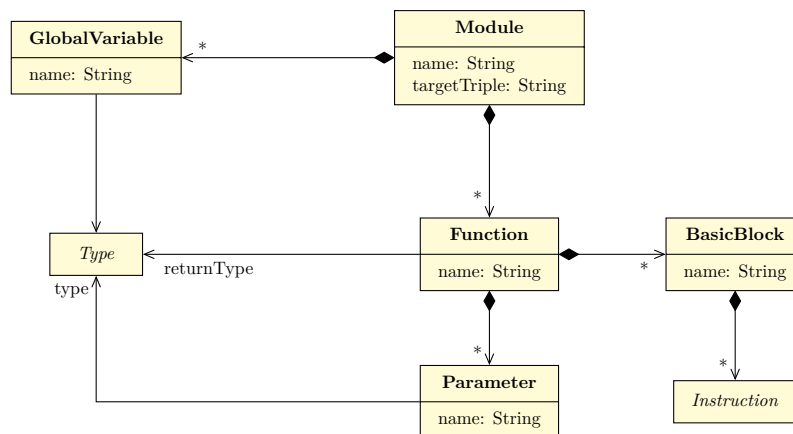 GlobalVariable
name: String
*
Module
name: String
targetTriple: String
*
Type
returnType
type
Function
name: String
*
BasicBlock
name: String
*
Parameter
name: String
*
Instruction